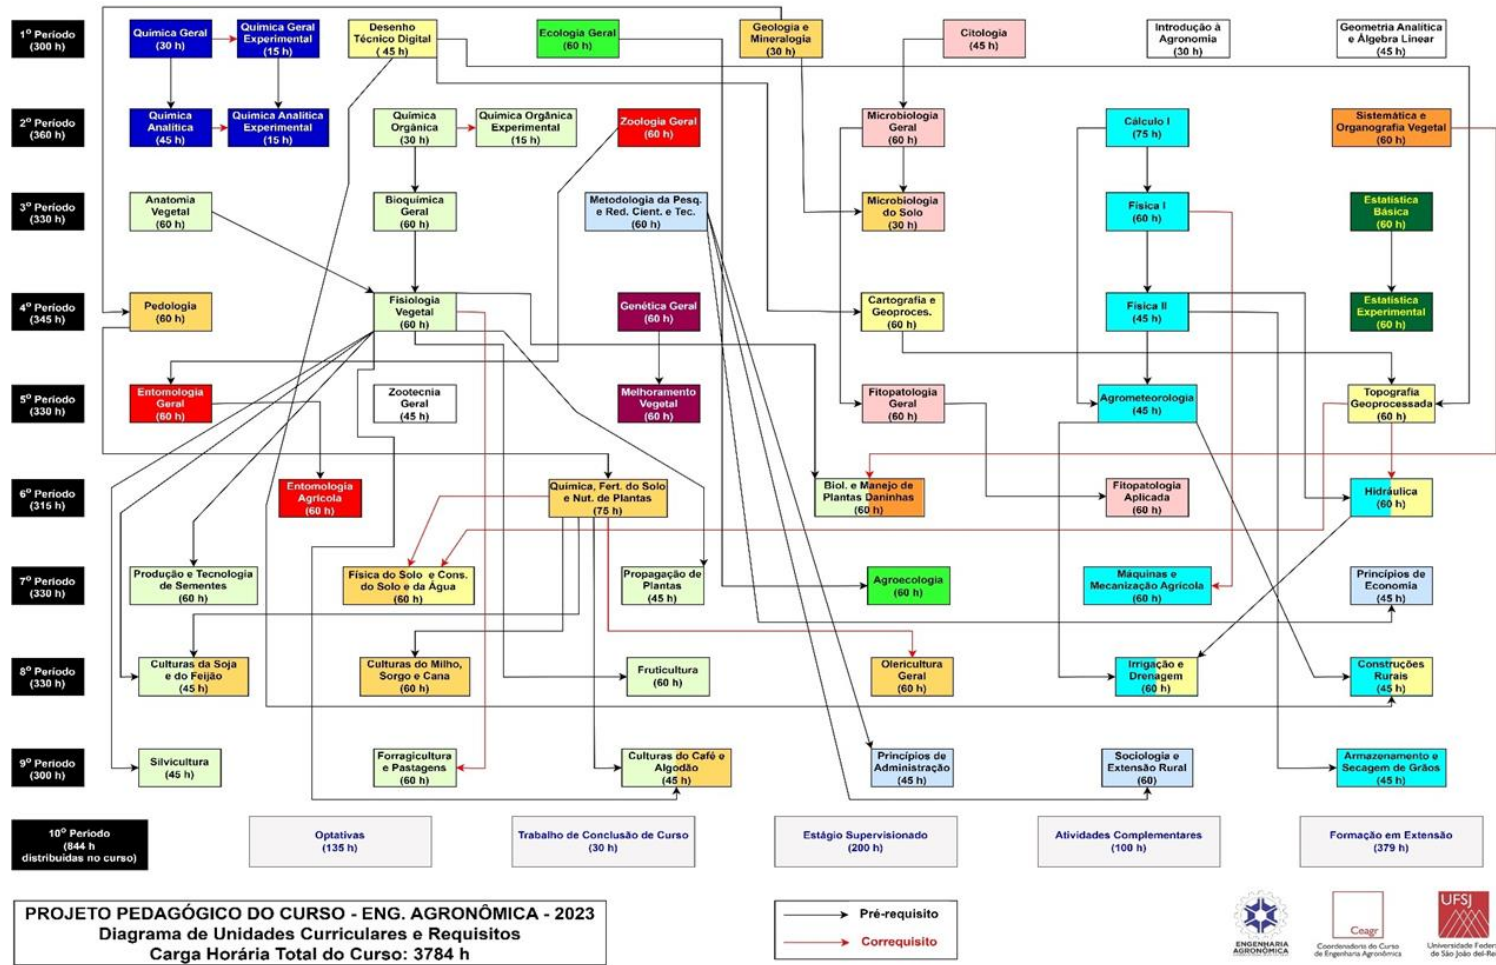 1º Período
(300 h)
Química Geral
(30 h)
Química Geral
Experimental
(15 h)
Desenho
Técnico Digital
( 45 h)
Ecologia Geral
(60 h)
Geologia e
Mineralogia
(30 h)
Citologia
(45 h)
Introdução à
Agronomia
(30 h)
Geometria Analítica
e Álgebra Linear
(45 h)
2º Período
(360 h)
Química
Analítica
(45 h)
Química Analítica
Experimental
(15 h)
Química
Orgânica
(30 h)
Química Orgânica
Experimental
(15 h)
Zoologia Geral
(60 h)
Microbiologia
Geral
(60 h)
Cálculo I
(75 h)
Sistemática e
Organografia Vegetal
(60 h)
3º Período
(330 h)
Anatomia
Vegetal
(60 h)
Bioquímica
Geral
(60 h)
Metodologia da Pesq.
e Red. Cient. e Tec.
(60 h)
Microbiologia
do Solo
(30 h)
Física I
(60 h)
Estatística
Básica
(60 h)
4º Período
(345 h)
Pedologia
(60 h)
Fisiologia
Vegetal
(60 h)
Genética Geral
(60 h)
Cartografia e
Geoproces.
(60 h)
Física II
(45 h)
Estatística
Experimental
(60 h)
5º Período
(330 h)
Entomologia
Geral
(60 h)
Zootecnia
Geral
(45 h)
Melhoramento
Vegetal
(60 h)
Fitopatologia
Geral
(60 h)
Agrometeorologia
(45 h)
Topografia
Geoprocessada
(60 h)
6º Período
(315 h)
Entomologia
Agrícola
(60 h)
Química, Fert. do Solo
e Nut. de Plantas
(75 h)
Biol. e Manejo de
Plantas Daninhas
(60 h)
Fitopatologia
Aplicada
(60 h)
Hidráulica
(60 h)
7º Período
(330 h)
Produção e Tecnologia
de Sementes
(60 h)
Física do Solo e Cons.
do Solo e da Água
(60 h)
Propagação de
Plantas
(45 h)
Agroecologia
(60 h)
Máquinas e
Mecanização Agrícola
(60 h)
Princípios de
Economia
(45 h)
8º Período
(330 h)
Culturas da Soja
e do Feijão
(45 h)
Culturas do Milho,
Sorgo e Cana
(60 h)
Fruticultura
(60 h)
Olericultura
Geral
(60 h)
Irrigação e
Drenagem
(60 h)
Construções
Rurais
(45 h)
9º Período
(300 h)
Silvicultura
(45 h)
Forragicultura
e Pastagens
(60 h)
Culturas do Café e
Algodão
(45 h)
Princípios de
Administração
(45 h)
Sociologia e
Extensão Rural
(60)
Armazenamento e
Secagem de Grãos
(45 h)
10º Período
(844 h
distribuídas no curso)
Optativas
(135 h)
Trabalho de Conclusão de Curso
(30 h)
Estágio Supervisionado
(200 h)
Atividades Complementares
(100 h)
Formação em Extensão
(379 h)
PROJETO PEDAGÓGICO DO CURSO - ENG. AGRONÔMICA - 2023
Diagrama de Unidades Curriculares e Requisitos
Carga Horária Total do Curso: 3784 h
Pré-requisito
Correquisito
ENGENHARIA
AGRONÔMICA
Ceagr
Coordenadoria do Curso
de Engenharia Agronômica
UFSJ
Universidade Feder
de São João del-Re